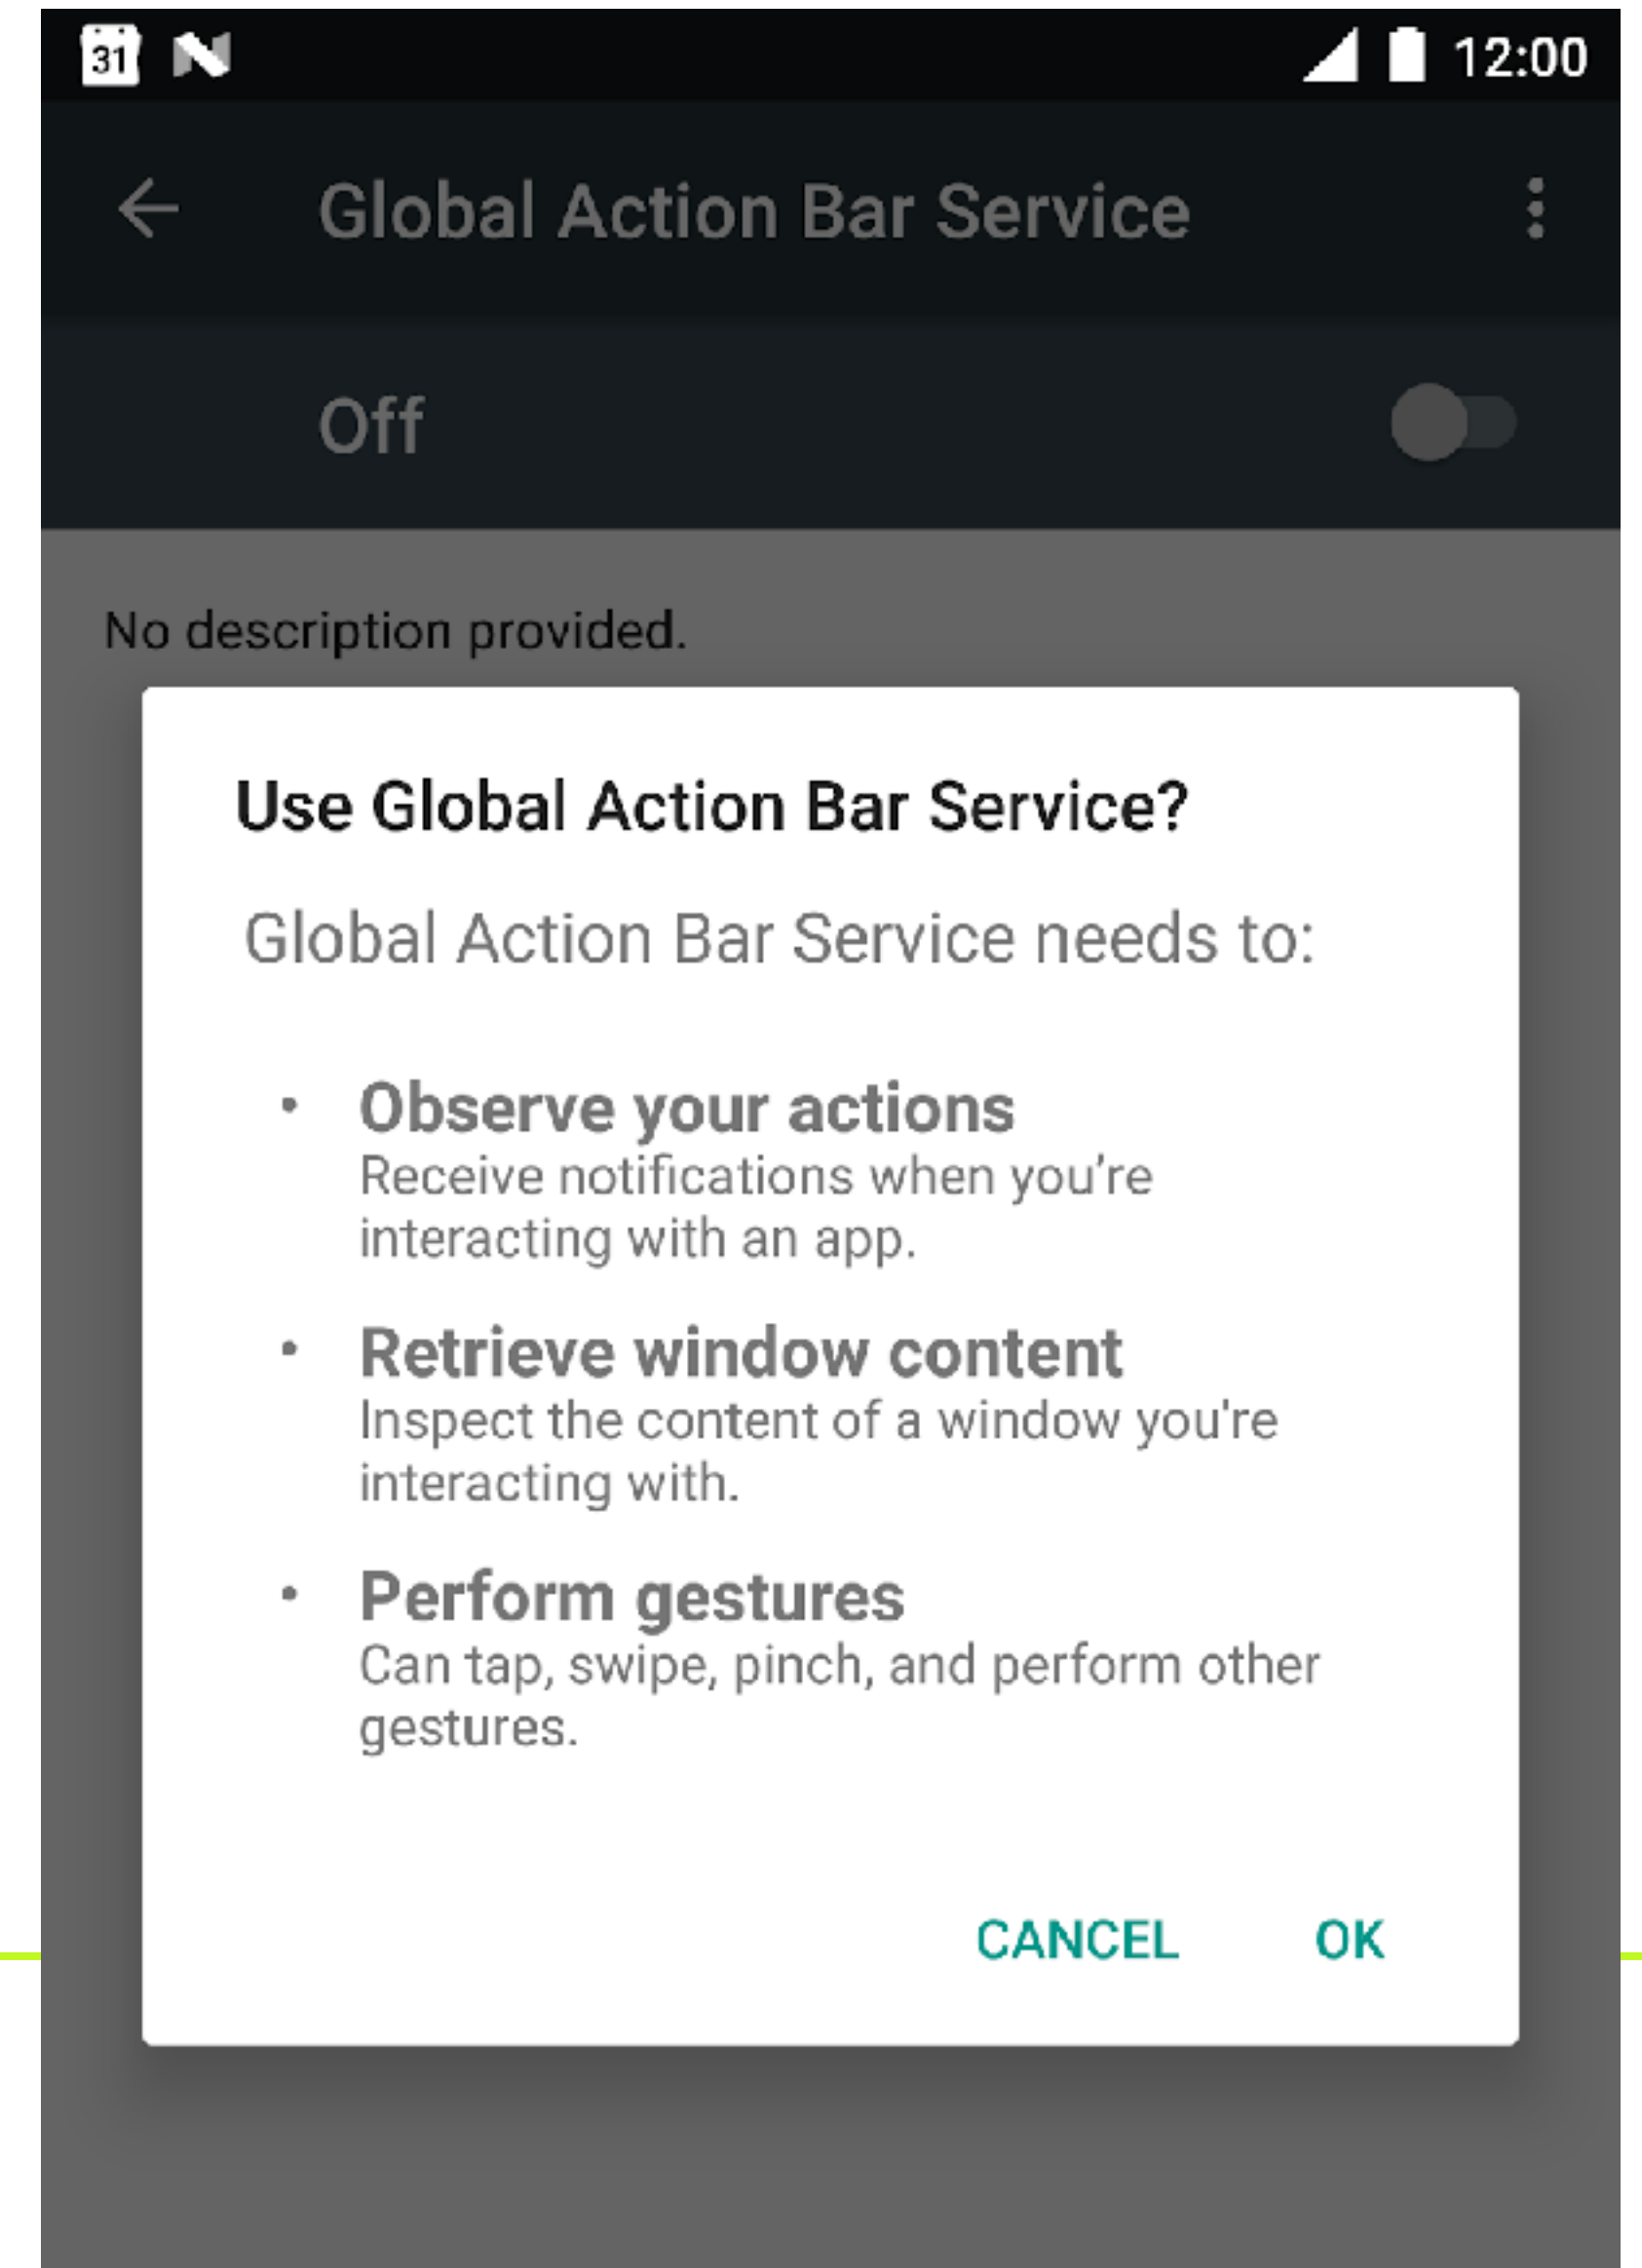 31 12:00
Global Action Bar Service
Off
No description provided.
Use Global Action Bar Service?
Global Action Bar Service needs to:
• Observe your actions
Receive notifications when you’re
interacting with an app.
• Retrieve window content
Inspect the content of a window you're
interacting with.
• Perform gestures
Can tap, swipe, pinch, and perform other
gestures.
CANCEL OK